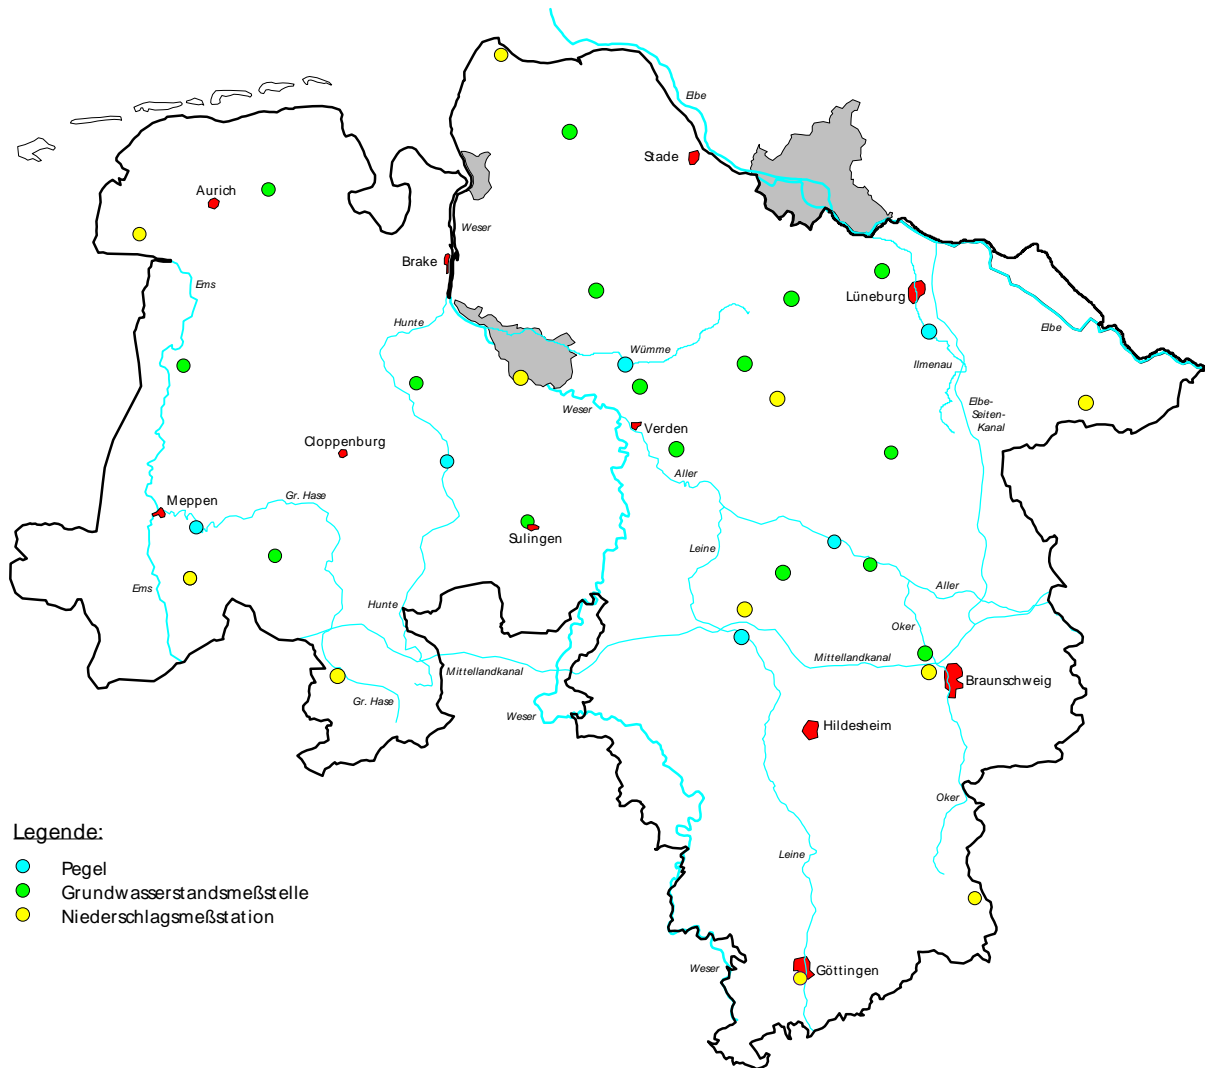 Elbe
Stade
Aurich
Weser
Brake
Ems
Lüneburg
Hunte
Elbe
Wümme
Ilmenau
Weser
Elbe-
Seiten-
Kanal
Verden
Cloppenburg
Aller
Gr. Hase
Meppen
Sulingen
Leine
Ems
Aller
Hunte
Oker
Mittellandkanal
Mittellandkanal
Braunschweig
Gr. Hase
Weser
Hildesheim
Oker
Legende:
Leine
Pegel
Grundwasserstandsmeßstelle
Niederschlagsmeßstation
Weser
Göttingen